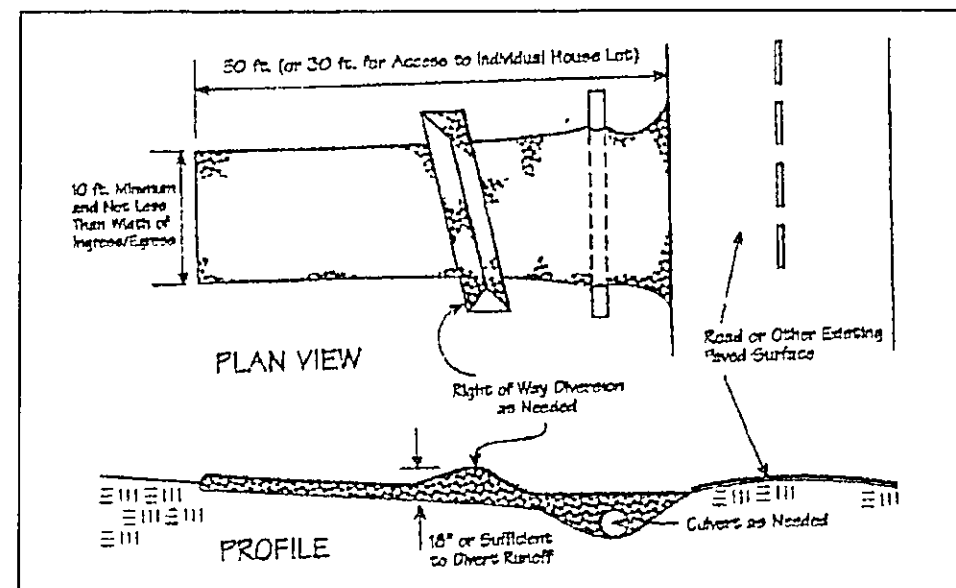 50 ft. (or 30 ft. for Access to Individual House Lot)
10 ft. Minimum
and Not Less
Than Width of
Ingress/Egress
PLAN VIEW
Right of Way Diversion
as Needed
Road or Other Existing
Paved Surface
18" or Sufficient
to Divert Runoff
Culvert as Needed
PROFILE